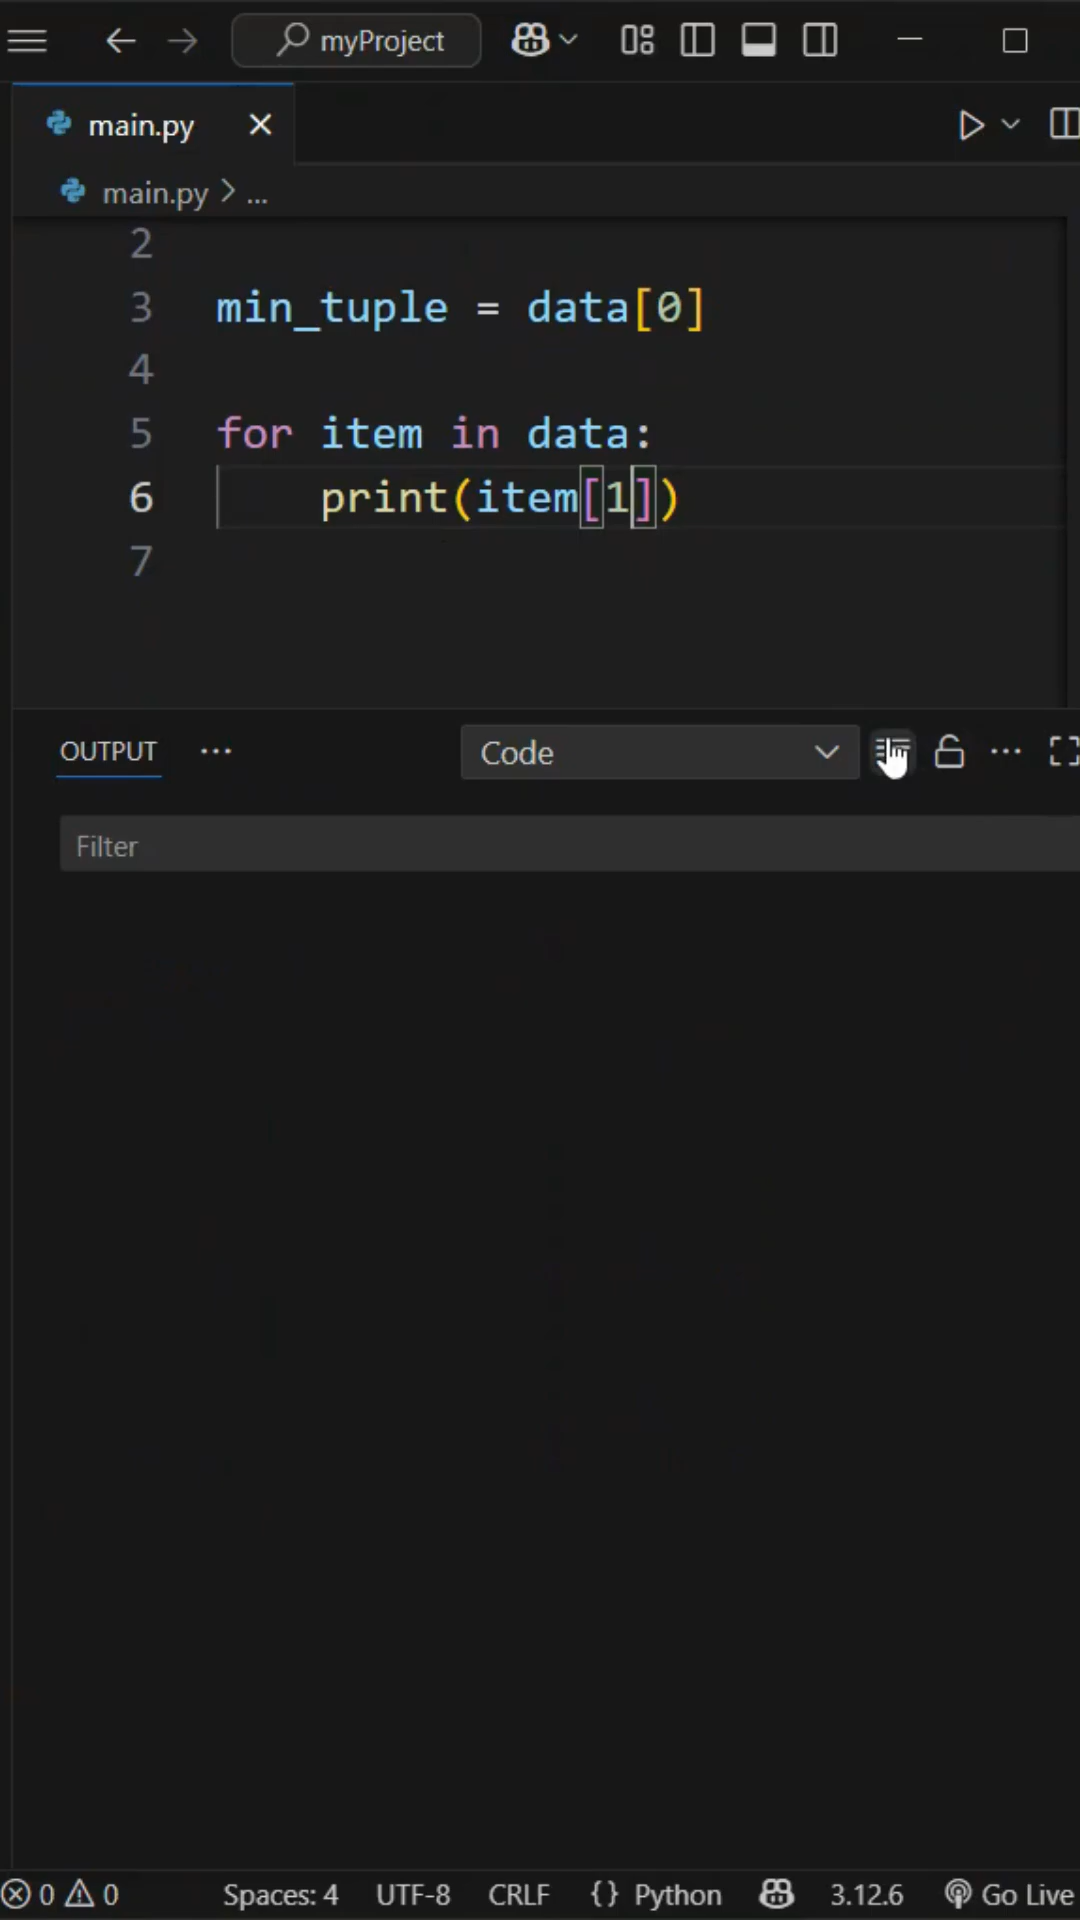 myProject
main.py
main.py > ...
2
3 min_tuple = data[0]
4
5 for item in data:
6 print(item[1])
7
OUTPUT ... Code ...
Filter
0 0 Spaces: 4 UTF-8 CRLF {} Python 3.12.6 Go Live